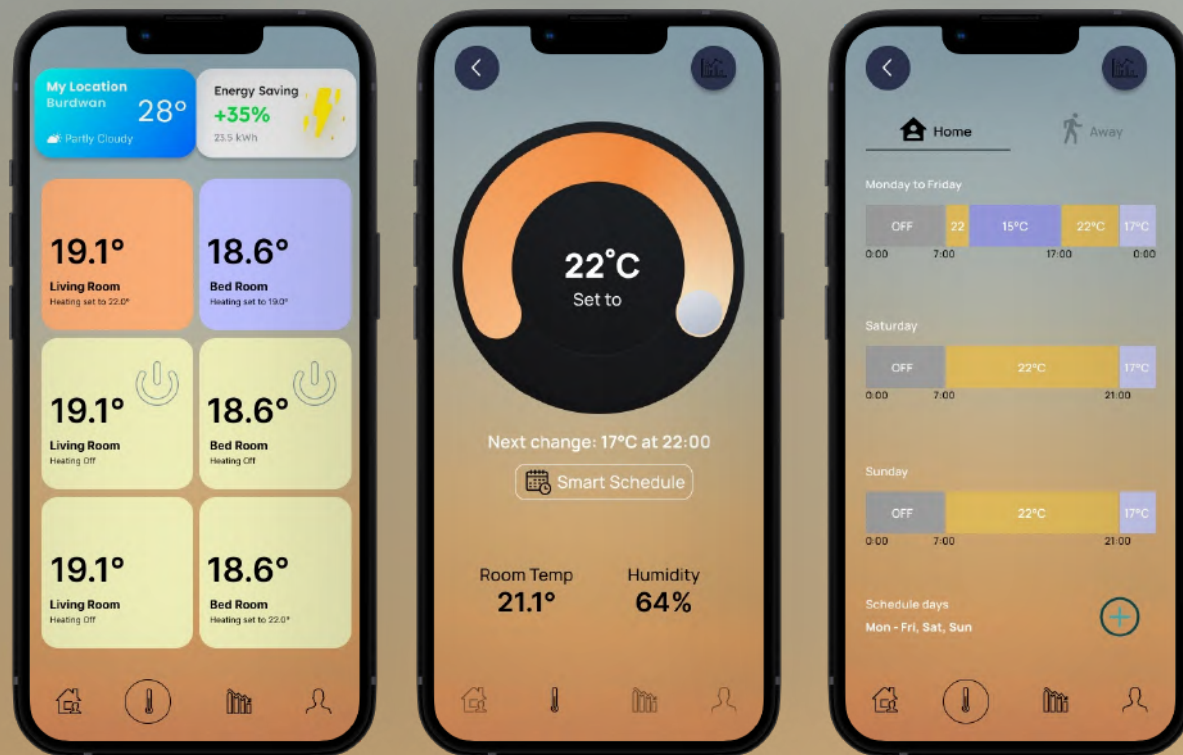 My Location
Burdwan
28°
Partly Cloudy
Energy Saving
+35%
23.5 kWh
19.1°
Living Room
Heating set to 22.0°
18.6°
Bed Room
Heating set to 19.0°
19.1°
Living Room
Heating Off
18.6°
Bed Room
Heating Off
19.1°
Living Room
Heating Off
18.6°
Bed Room
Heating set to 22.0°
22°C
Set to
Next change: 17°C at 22:00
Smart Schedule
Room Temp
21.1°
Humidity
64%
Home
Away
Monday to Friday
OFF 22 15°C 22°C 17°C
0:00 7:00 17:00 0:00
Saturday
OFF 22°C 17°C
0:00 7:00 21:00
Sunday
OFF 22°C 17°C
0:00 7:00 21:00
Schedule days
Mon - Fri, Sat, Sun